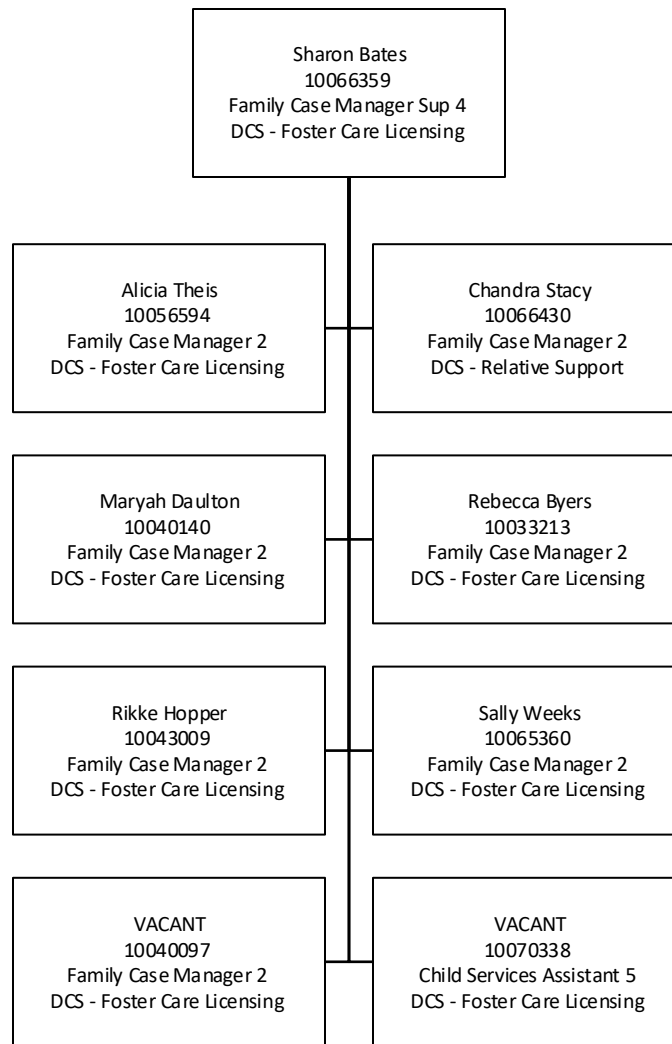 Sharon Bates
10066359
Family Case Manager Sup 4
DCS - Foster Care Licensing
Alicia Theis
10056594
Family Case Manager 2
DCS - Foster Care Licensing
Chandra Stacy
10066430
Family Case Manager 2
DCS - Relative Support
Maryah Daulton
10040140
Family Case Manager 2
DCS - Foster Care Licensing
Rebecca Byers
10033213
Family Case Manager 2
DCS - Foster Care Licensing
Rikke Hopper
10043009
Family Case Manager 2
DCS - Foster Care Licensing
Sally Weeks
10065360
Family Case Manager 2
DCS - Foster Care Licensing
VACANT
10040097
Family Case Manager 2
DCS - Foster Care Licensing
VACANT
10070338
Child Services Assistant 5
DCS - Foster Care Licensing